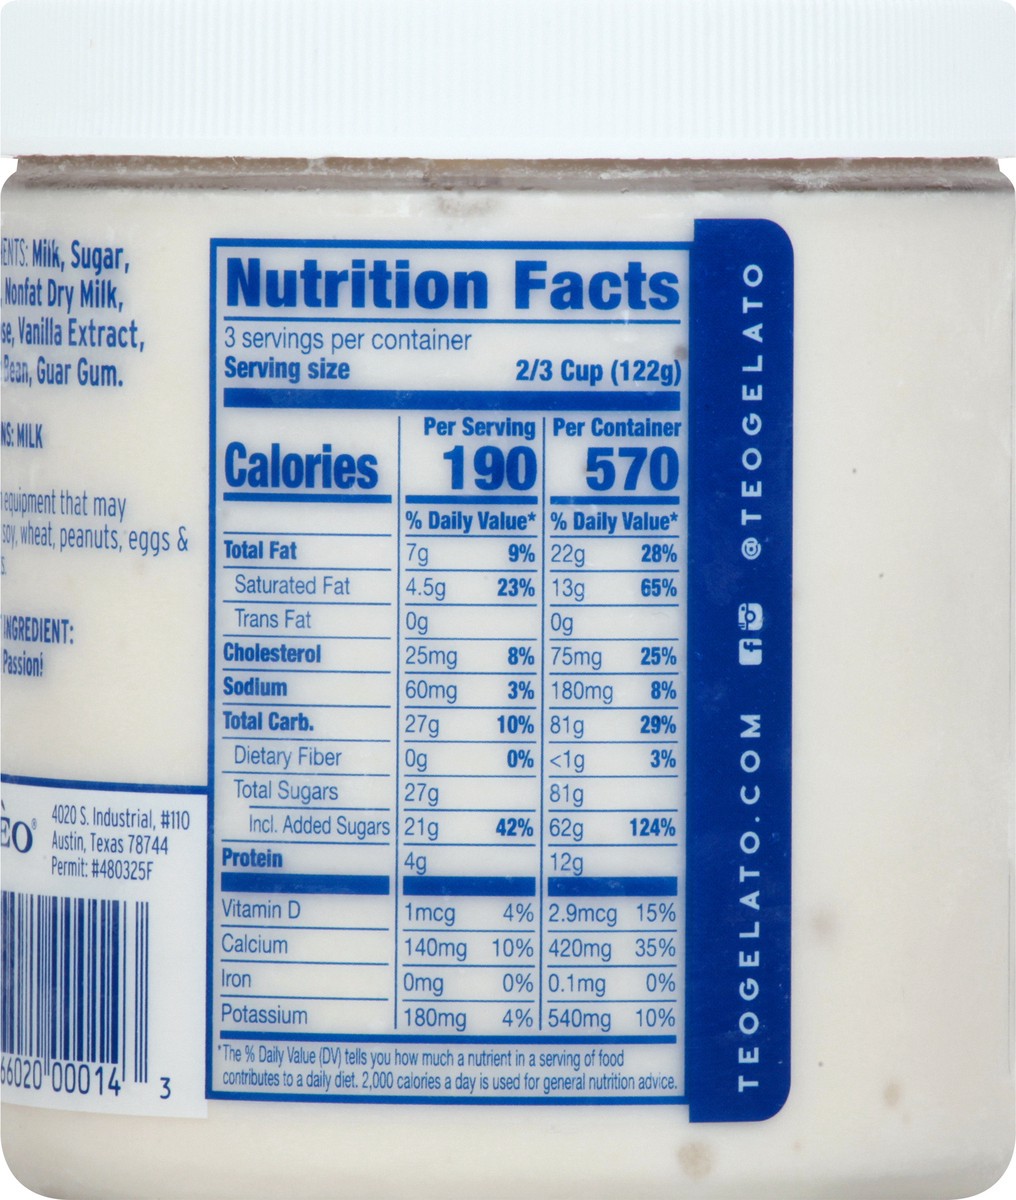 Milk, Sugar,
Nonfat Dry Milk,
Vanilla Extract,
Bean, Guar Gum.
MILK
equipment that may
soy, wheat, peanuts, eggs &
INGREDIENT:
Passion!
4020 S. Industrial, #110
Austin, Texas 78744
Permit: #480325F
66020 00014 3
Nutrition Facts
3 servings per container
Serving size 2/3 Cup (122g)
Per Serving Per Container
Calories 190 570
% Daily Value* % Daily Value*
Total Fat 7g 9% 22g 28%
Saturated Fat 4.5g 23% 13g 65%
Trans Fat 0g 0g
Cholesterol 25mg 8% 75mg 25%
Sodium 60mg 3% 180mg 8%
Total Carb. 27g 10% 81g 29%
Dietary Fiber 0g 0% <1g 3%
Total Sugars 27g 81g
Incl. Added Sugars 21g 42% 62g 124%
Protein 4g 12g
Vitamin D 1mcg 4% 2.9mcg 15%
Calcium 140mg 10% 420mg 35%
Iron 0mg 0% 0.1mg 0%
Potassium 180mg 4% 540mg 10%
*The % Daily Value (DV) tells you how much a nutrient in a serving of food
contributes to a daily diet. 2,000 calories a day is used for general nutrition advice.
TEOGELATO.COM @TEOGELATO